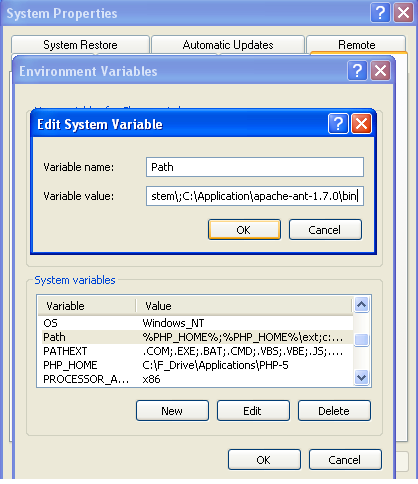 System Properties
System Restore
Automatic Updates
Remote
Environment Variables
Edit System Variable
Variable name:
Path
Variable value:
stem\;C:\Application\apache-ant-1.7.0\bin
OK
Cancel
System variables
Variable Value
OS Windows_NT
Path %PHP_HOME%;%PHP_HOME%\ext;c:...
PATHEXT .COM;.EXE;.BAT;.CMD;.VBS;.VBE;.JS;....
PHP_HOME C:\F_Drive\Applications\PHP-5
PROCESSOR_A... x86
New
Edit
Delete
OK
Cancel